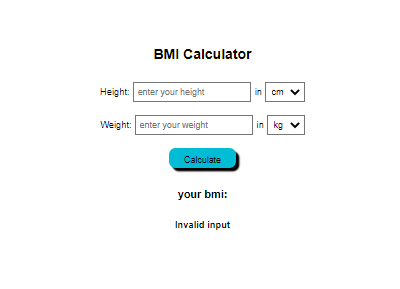 BMI Calculator
Height: enter your height in cm
Weight: enter your weight in kg
Calculate
your bmi:
Invalid input